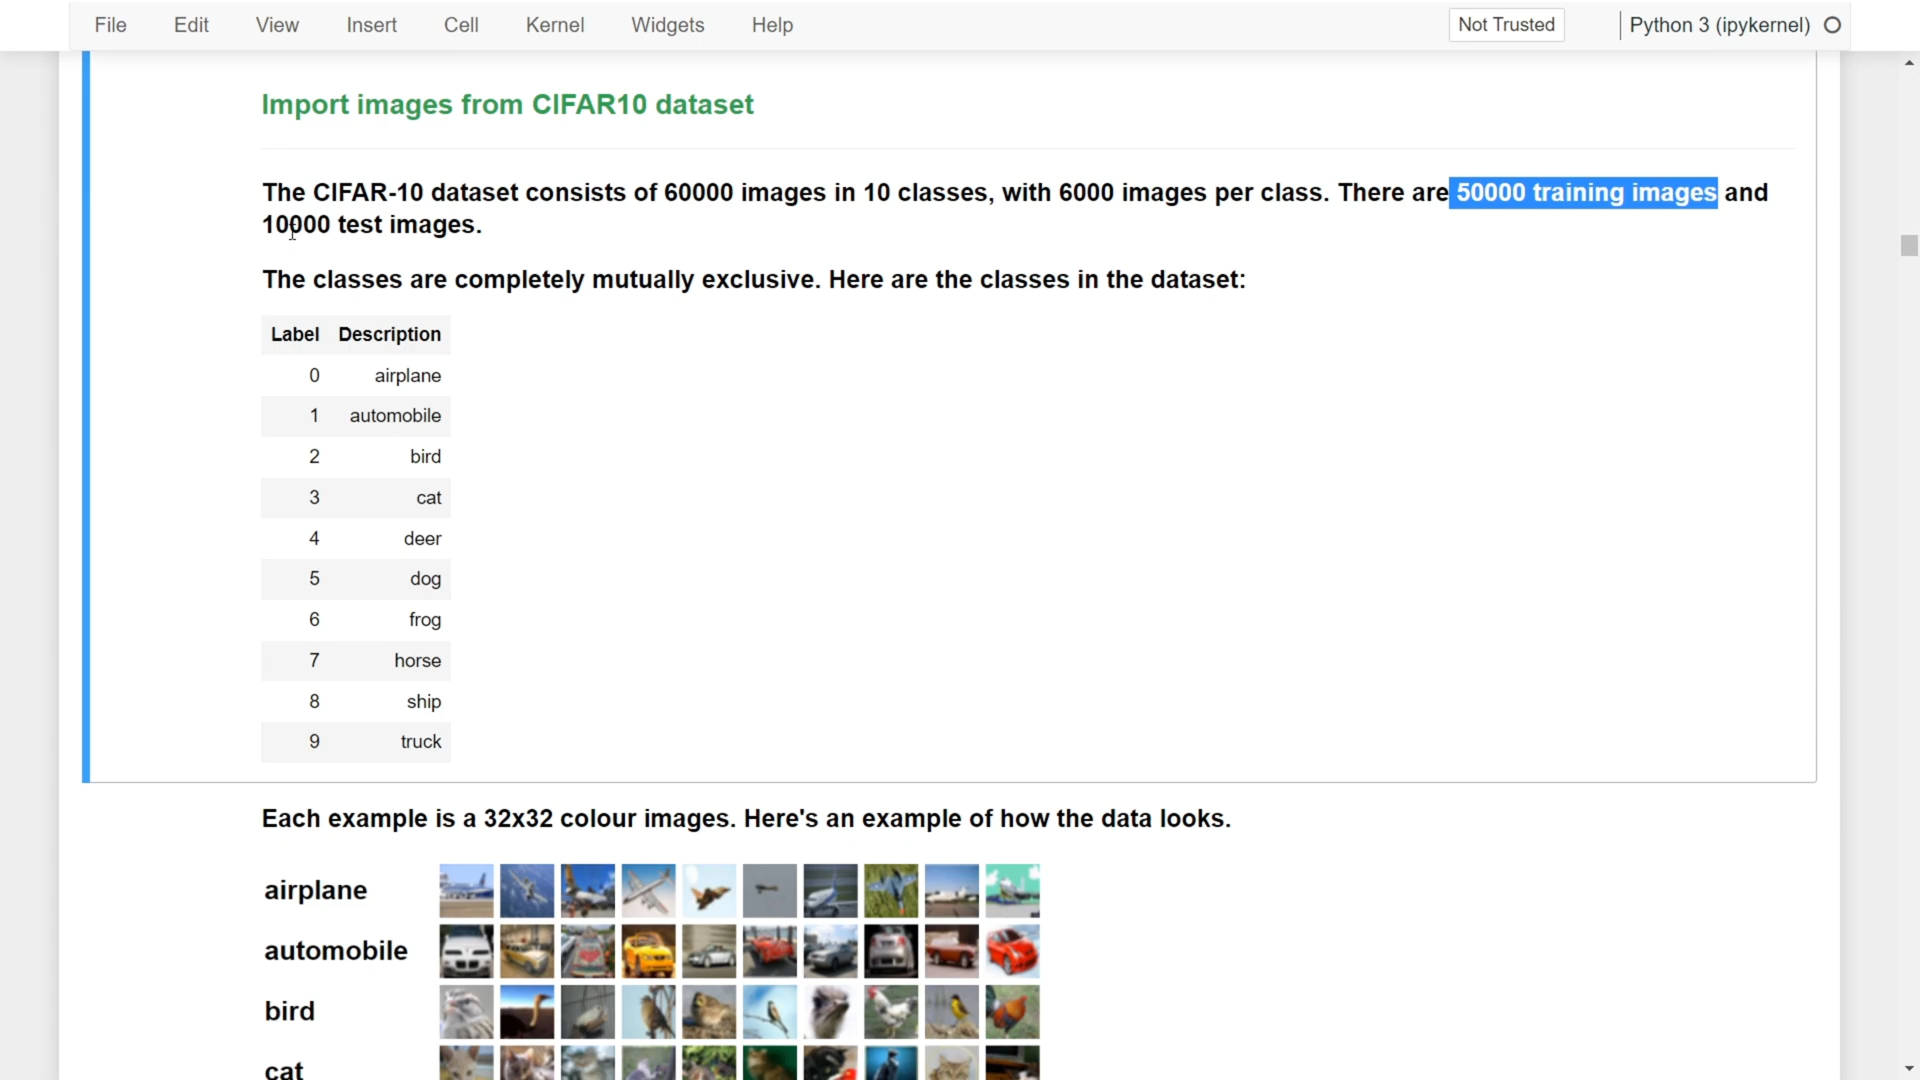 File Edit View Insert Cell Kernel Widgets Help Not Trusted Python 3 (ipykernel)
Import images from CIFAR10 dataset
The CIFAR-10 dataset consists of 60000 images in 10 classes, with 6000 images per class. There are 50000 training images and
10000 test images.
The classes are completely mutually exclusive. Here are the classes in the dataset:
Label Description
0 airplane
1 automobile
2 bird
3 cat
4 deer
5 dog
6 frog
7 horse
8 ship
9 truck
Each example is a 32x32 colour images. Here's an example of how the data looks.
airplane
automobile
bird
cat